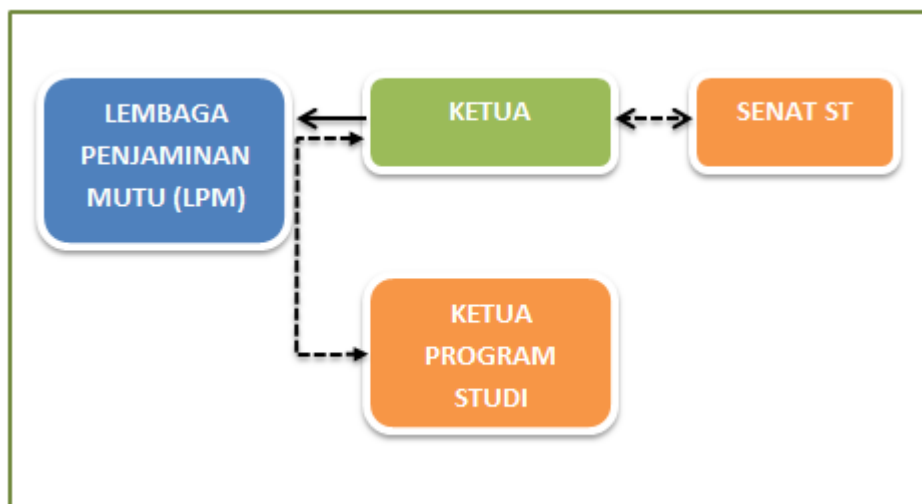 LEMBAGA
PENJAMINAN
MUTU (LPM)
KETUA
SENAT ST
KETUA
PROGRAM
STUDI